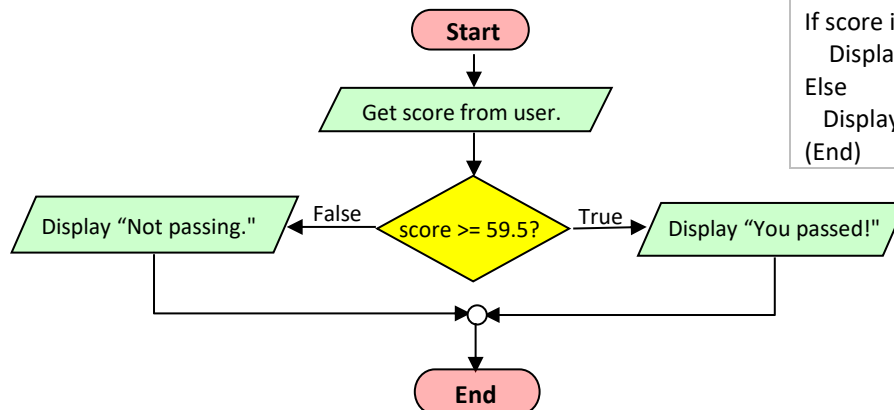 Start
Get score from user.
score >= 59.5?
False
True
Display “Not passing."
Display “You passed!"
End
If score
Else
Display
(End)